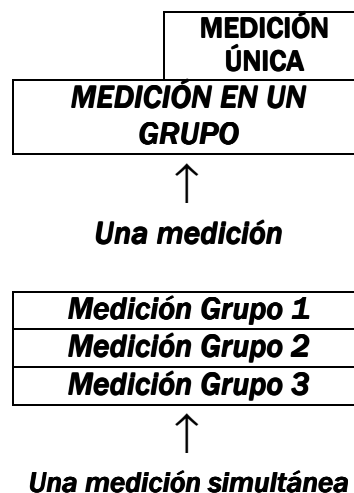 MEDICIÓN
ÚNICA
MEDICIÓN EN UN
GRUPO
Una medición
Medición Grupo 1
Medición Grupo 2
Medición Grupo 3
Una medición simultánea